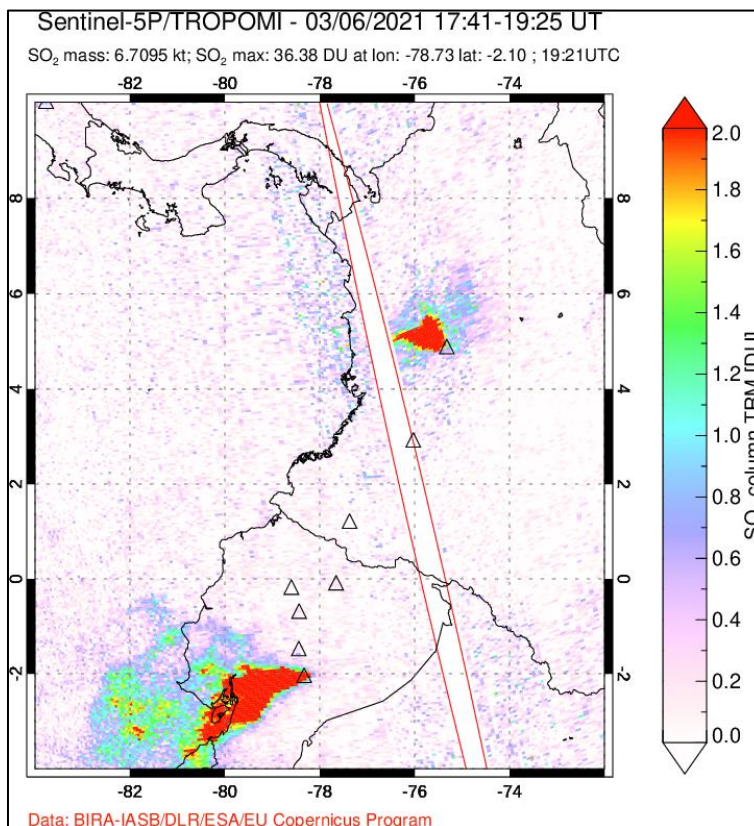 Sentinel-5P/TROPOMI - 03/06/2021 17:41-19:25 UT
SO₂ mass: 6.7095 kt; SO₂ max: 36.38 DU at lon: -78.73 lat: -2.10 ; 19:21UTC
-82 -80 -78 -76 -74
8 8
6 6
4 4
2 2
0 0
-2 -2
-82 -80 -78 -76 -74
2.0
1.8
1.6
1.4
1.2
1.0
0.8
0.6
0.4
0.2
0.0
SO₂ column TRM [DU]
Data: BIRA-IASB/DLR/ESA/EU Copernicus Program